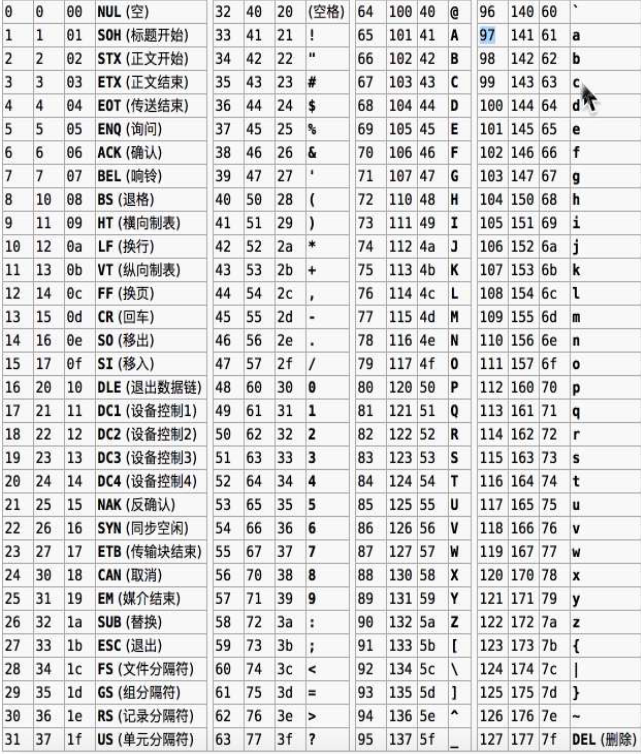 0 0 00 NUL (空) 32 40 20 (空格) 64 100 40 @ 96 140 60 `
1 1 01 SOH (标题开始) 33 41 21 ! 65 101 41 A 97 141 61 a
2 2 02 STX (正文开始) 34 42 22 " 66 102 42 B 98 142 62 b
3 3 03 ETX (正文结束) 35 43 23 # 67 103 43 C 99 143 63 c
4 4 04 EOT (传送结束) 36 44 24 $ 68 104 44 D 100 144 64 d
5 5 05 ENQ (询问) 37 45 25 % 69 105 45 E 101 145 65 e
6 6 06 ACK (确认) 38 46 26 & 70 106 46 F 102 146 66 f
7 7 07 BEL (响铃) 39 47 27 ' 71 107 47 G 103 147 67 g
8 10 08 BS (退格) 40 50 28 ( 72 110 48 H 104 150 68 h
9 11 09 HT (横向制表) 41 51 29 ) 73 111 49 I 105 151 69 i
10 12 0a LF (换行) 42 52 2a * 74 112 4a J 106 152 6a j
11 13 0b VT (纵向制表) 43 53 2b + 75 113 4b K 107 153 6b k
12 14 0c FF (换页) 44 54 2c , 76 114 4c L 108 154 6c l
13 15 0d CR (回车) 45 55 2d - 77 115 4d M 109 155 6d m
14 16 0e SO (移出) 46 56 2e . 78 116 4e N 110 156 6e n
15 17 0f SI (移入) 47 57 2f / 79 117 4f O 111 157 6f o
16 20 10 DLE (退出数据链) 48 60 30 0 80 120 50 P 112 160 70 p
17 21 11 DC1 (设备控制1) 49 61 31 1 81 121 51 Q 113 161 71 q
18 22 12 DC2 (设备控制2) 50 62 32 2 82 122 52 R 114 162 72 r
19 23 13 DC3 (设备控制3) 51 63 33 3 83 123 53 S 115 163 73 s
20 24 14 DC4 (设备控制4) 52 64 34 4 84 124 54 T 116 164 74 t
21 25 15 NAK (反确认) 53 65 35 5 85 125 55 U 117 165 75 u
22 26 16 SYN (同步空闲) 54 66 36 6 86 126 56 V 118 166 76 v
23 27 17 ETB (传输块结束) 55 67 37 7 87 127 57 W 119 167 77 w
24 30 18 CAN (取消) 56 70 38 8 88 130 58 X 120 170 78 x
25 31 19 EM (媒介结束) 57 71 39 9 89 131 59 Y 121 171 79 y
26 32 1a SUB (替换) 58 72 3a : 90 132 5a Z 122 172 7a z
27 33 1b ESC (退出) 59 73 3b ; 91 133 5b [ 123 173 7b {
28 34 1c FS (文件分隔符) 60 74 3c < 92 134 5c \ 124 174 7c |
29 35 1d GS (组分隔符) 61 75 3d = 93 135 5d ] 125 175 7d }
30 36 1e RS (记录分隔符) 62 76 3e > 94 136 5e ^ 126 176 7e ~
31 37 1f US (单元分隔符) 63 77 3f ? 95 137 5f _ 127 177 7f DEL (删除)